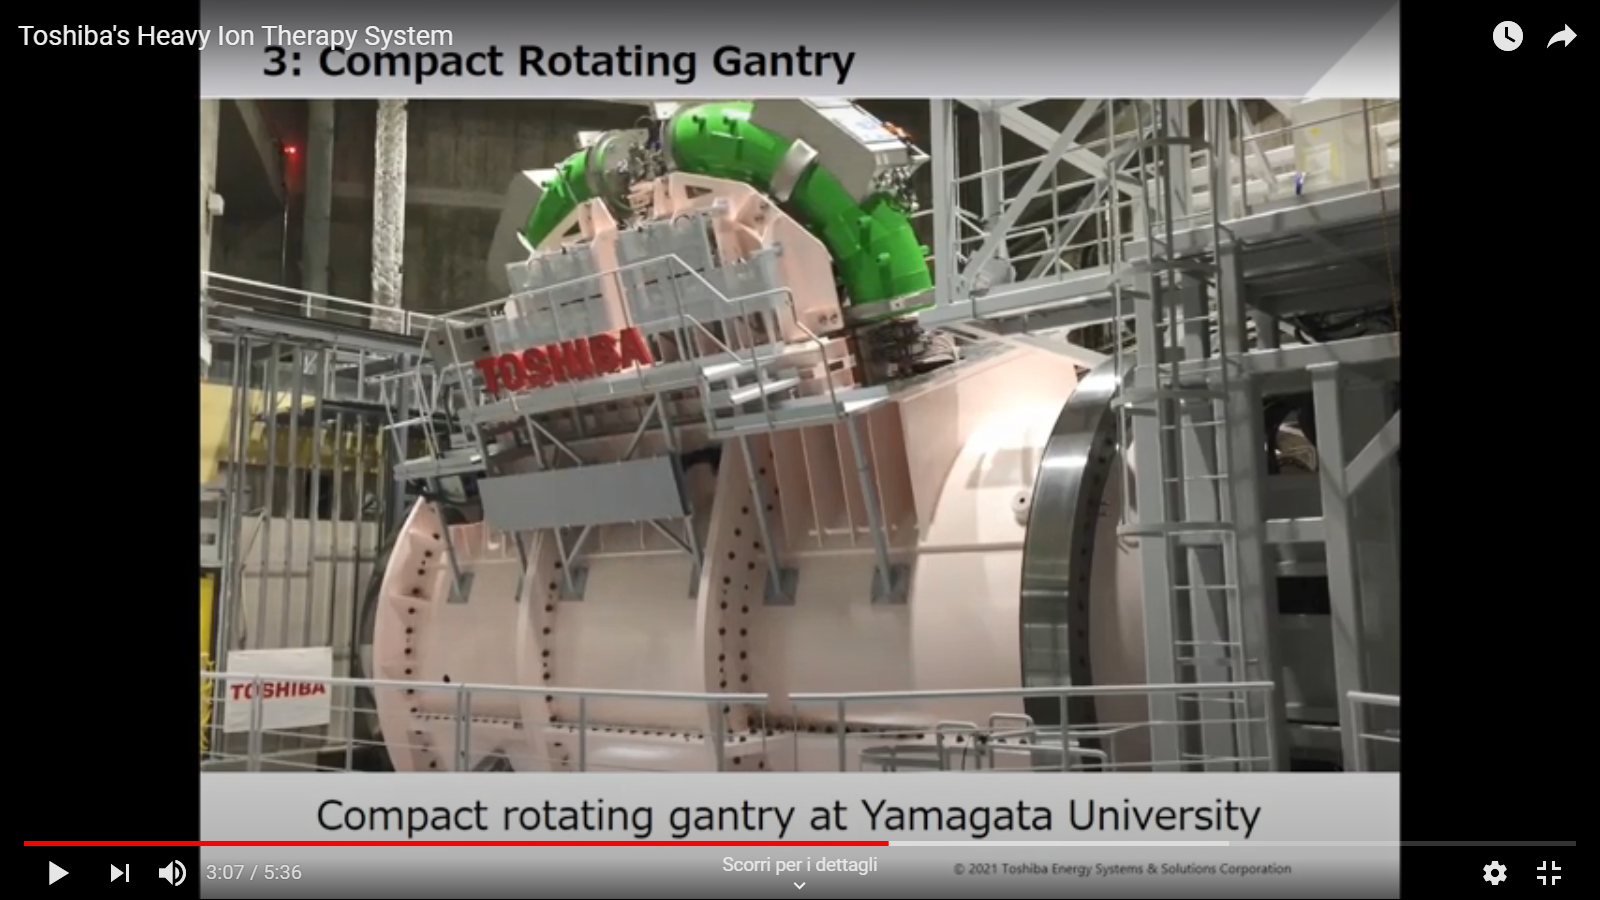 Toshiba's Heavy Ion Therapy System
3: Compact Rotating Gantry
TOSHIBA
TOSHIBA
Compact rotating gantry at Yamagata University
3:07 / 5:36
Scorri per i dettagli
© 2021 Toshiba Energy Systems & Solutions Corporation